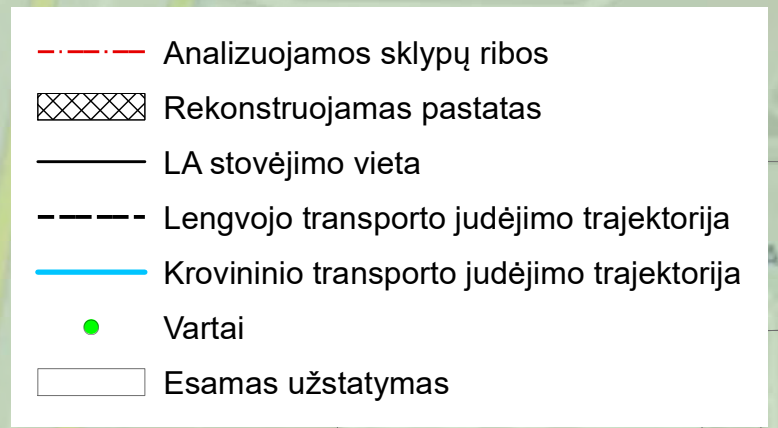 Analizuojamos sklypų ribos
Rekonstruojamas pastatas
LA stovėjimo vieta
Lengvojo transporto judėjimo trajektorija
Krovininio transporto judėjimo trajektorija
Vartai
Esamas užstatymas